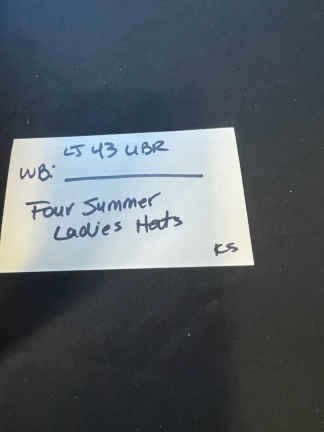 LJ 43 UBR
WB: 
Four Summer
Ladies Hats
KS